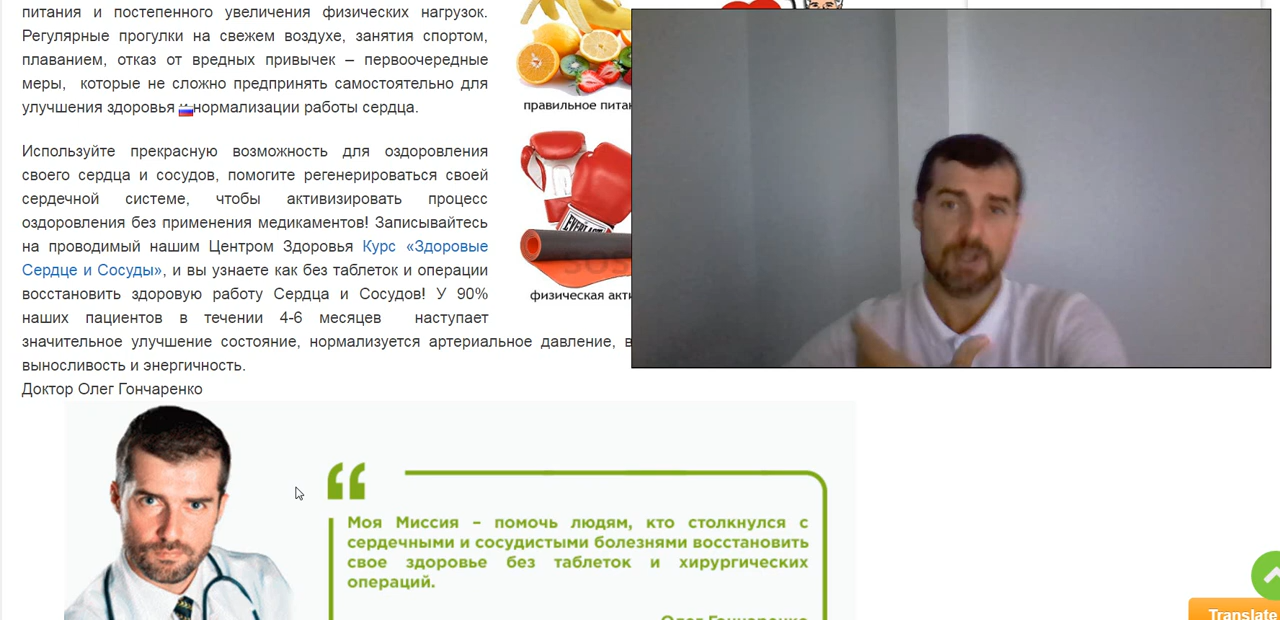 питания и постепенного увеличения физических нагрузок.
Регулярные прогулки на свежем воздухе, занятия спортом,
плаванием, отказ от вредных привычек – первоочередные
меры, которые не сложно предпринять самостоятельно для
улучшения здоровья и нормализации работы сердца.
правильное пита
Используйте прекрасную возможность для оздоровления
своего сердца и сосудов, помогите регенерироваться своей
сердечной системе, чтобы активизировать процесс
оздоровления без применения медикаментов! Записывайтесь
на проводимый нашим Центром Здоровья Курс «Здоровые
Сердце и Сосуды», и вы узнаете как без таблеток и операции
восстановить здоровую работу Сердца и Сосудов! У 90%
наших пациентов в течении 4-6 месяцев наступает
значительное улучшение состояние, нормализуется артериальное давление, в
выносливость и энергичность.
EVERLAST
физическая акти
Доктор Олег Гончаренко
Моя Миссия – помочь людям, кто столкнулся с
сердечными и сосудистыми болезнями восстановить
свое здоровье без таблеток и хирургических
операций.
Олег Гончаренко
Translate